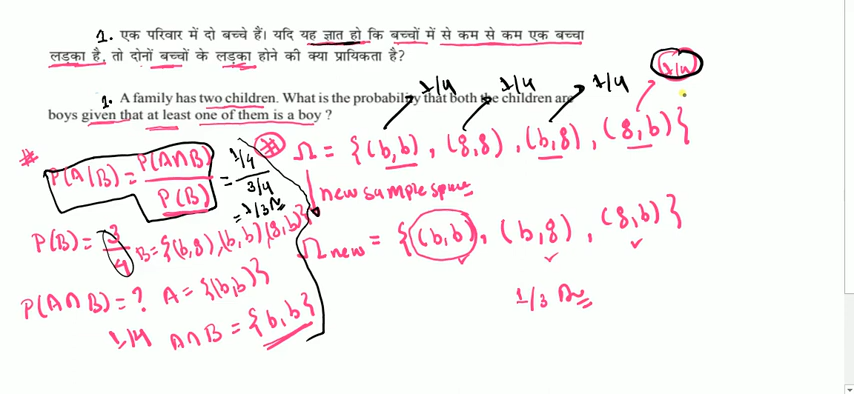 1. एक परिवार में दो बच्चे हैं। यदि यह ज्ञात हो कि बच्चों में से कम से कम एक बच्चा
लड़का है, तो दोनों बच्चों के लड़का होने की क्या प्रायिकता है?
1/4 1/4 1/4 1/4
1. A family has two children. What is the probability that both the children are
boys given that at least one of them is a boy ?
# P(A/B) = P(A∩B)/P(B) = 1/4 / 3/4
= 1/3 Ans
P(B) = 3/4 B = {(b,g),(b,b),(g,b)}
P(A∩B) = ? A = {(b,b)}
1/4 A∩B = {b,b}
# Ω = {(b,b), (g,g), (b,g), (g,b)}
new sample space
Ω new = {(b,b), (b,g), (g,b)}
1/3 Ans